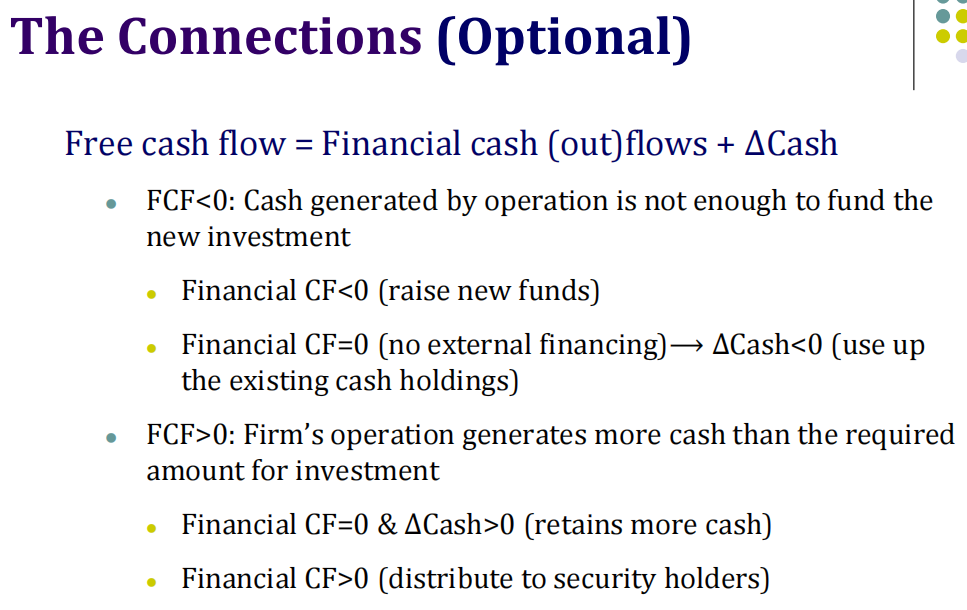 The Connections (Optional)
Free cash flow = Financial cash (out)flows + ΔCash
• FCF<0: Cash generated by operation is not enough to fund the
new investment
• Financial CF<0 (raise new funds)
• Financial CF=0 (no external financing)⟶ ΔCash<0 (use up
the existing cash holdings)
• FCF>0: Firm’s operation generates more cash than the required
amount for investment
• Financial CF=0 & ΔCash>0 (retains more cash)
• Financial CF>0 (distribute to security holders)